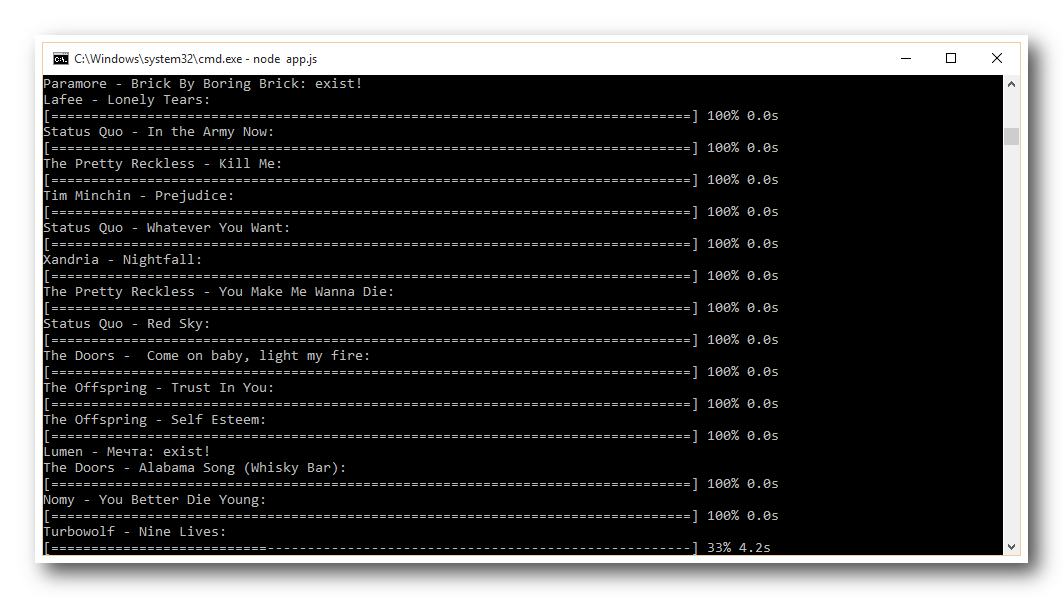 C:\Windows\system32\cmd.exe - node  app.js
Paramore - Brick By Boring Brick: exist!
Lafee - Lonely Tears:
[================================================================================] 100% 0.0s
Status Quo - In the Army Now:
[================================================================================] 100% 0.0s
The Pretty Reckless - Kill Me:
[================================================================================] 100% 0.0s
Tim Minchin - Prejudice:
[================================================================================] 100% 0.0s
Status Quo - Whatever You Want:
[================================================================================] 100% 0.0s
Xandria - Nightfall:
[================================================================================] 100% 0.0s
The Pretty Reckless - You Make Me Wanna Die:
[================================================================================] 100% 0.0s
Status Quo - Red Sky:
[================================================================================] 100% 0.0s
The Doors -  Come on baby, light my fire:
[================================================================================] 100% 0.0s
The Offspring - Trust In You:
[================================================================================] 100% 0.0s
The Offspring - Self Esteem:
[================================================================================] 100% 0.0s
Lumen - Мечта: exist!
The Doors - Alabama Song (Whisky Bar):
[================================================================================] 100% 0.0s
Nomy - You Better Die Young:
[================================================================================] 100% 0.0s
Turbowolf - Nine Lives:
[===========================-----------------------------------------------------] 33% 4.2s